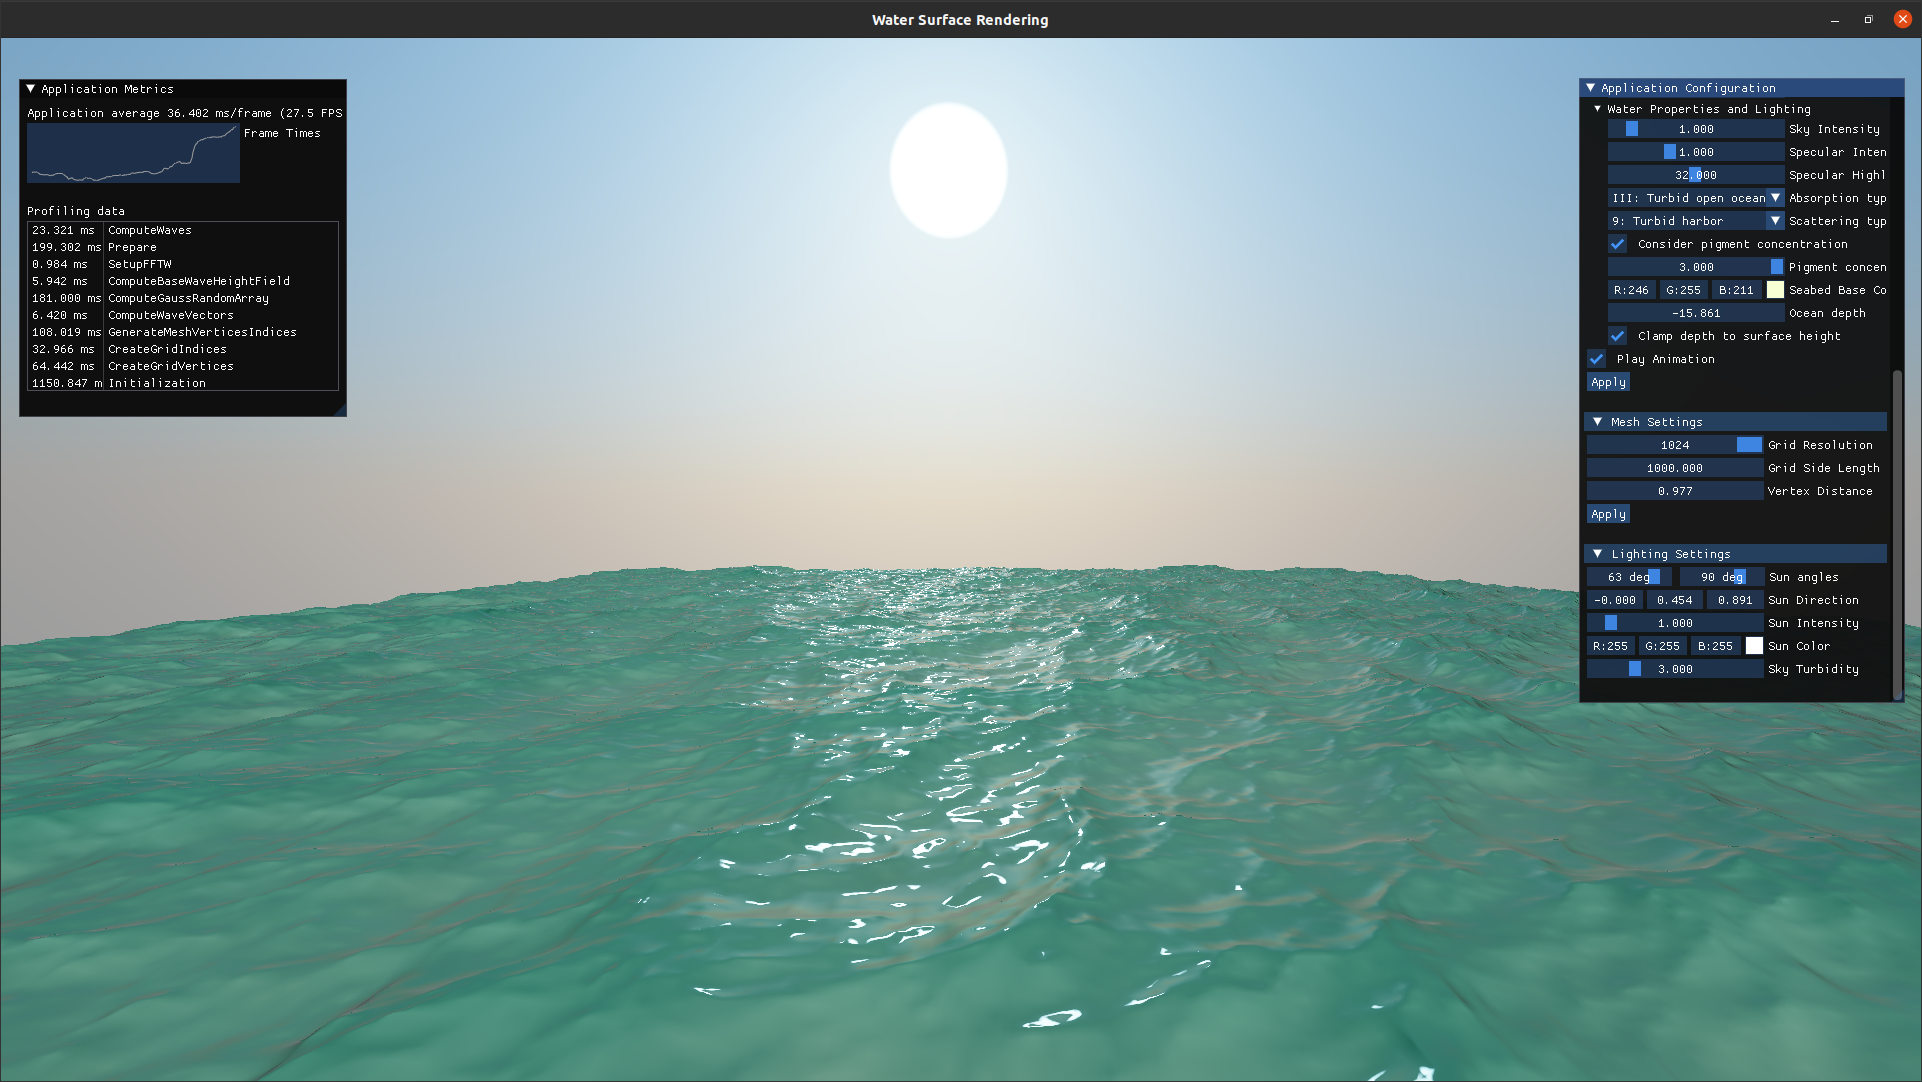 Water Surface Rendering
Application Metrics
Application average 36.402 ms/frame (27.5 FPS
Frame Times
Profiling data
23.321 ms ComputeWaves
199.302 ms Prepare
0.984 ms SetupFFTW
5.942 ms ComputeBaseWaveHeightField
181.000 ms ComputeGaussRandomArray
6.420 ms ComputeWaveVectors
108.019 ms GenerateMeshVerticesIndices
32.966 ms CreateGridIndices
64.442 ms CreateGridVertices
1150.847 m Initialization
Application Configuration
Water Properties and Lighting
1.000 Sky Intensity
1.000 Specular Inten
32.000 Specular Highl
III: Turbid open ocean Absorption typ
9: Turbid harbor Scattering typ
Consider pigment concentration
3.000 Pigment concen
R:246 G:255 B:211 Seabed Base Co
-15.861 Ocean depth
Clamp depth to surface height
Play Animation
Apply
Mesh Settings
1024 Grid Resolution
1000.000 Grid Side Length
0.977 Vertex Distance
Apply
Lighting Settings
63 deg 90 deg Sun angles
-0.000 0.454 0.891 Sun Direction
1.000 Sun Intensity
R:255 G:255 B:255 Sun Color
3.000 Sky Turbidity